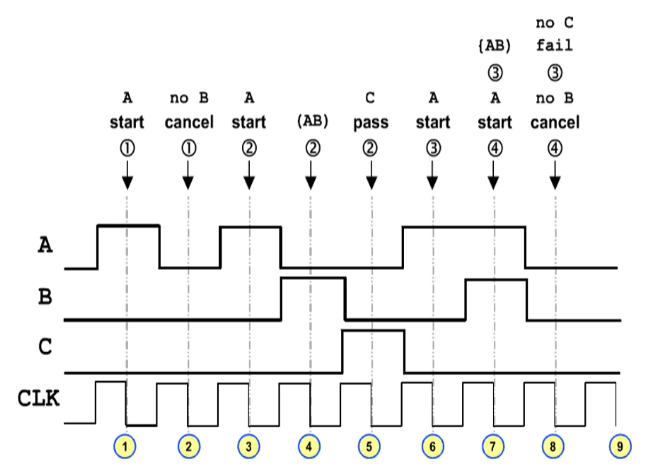 no C
{AB) fail
③ ③
A no B A C A A no B
start cancel start (AB) pass start start cancel
① ① ② ② ② ③ ④ ④
A
B
C
CLK
1 2 3 4 5 6 7 8 9